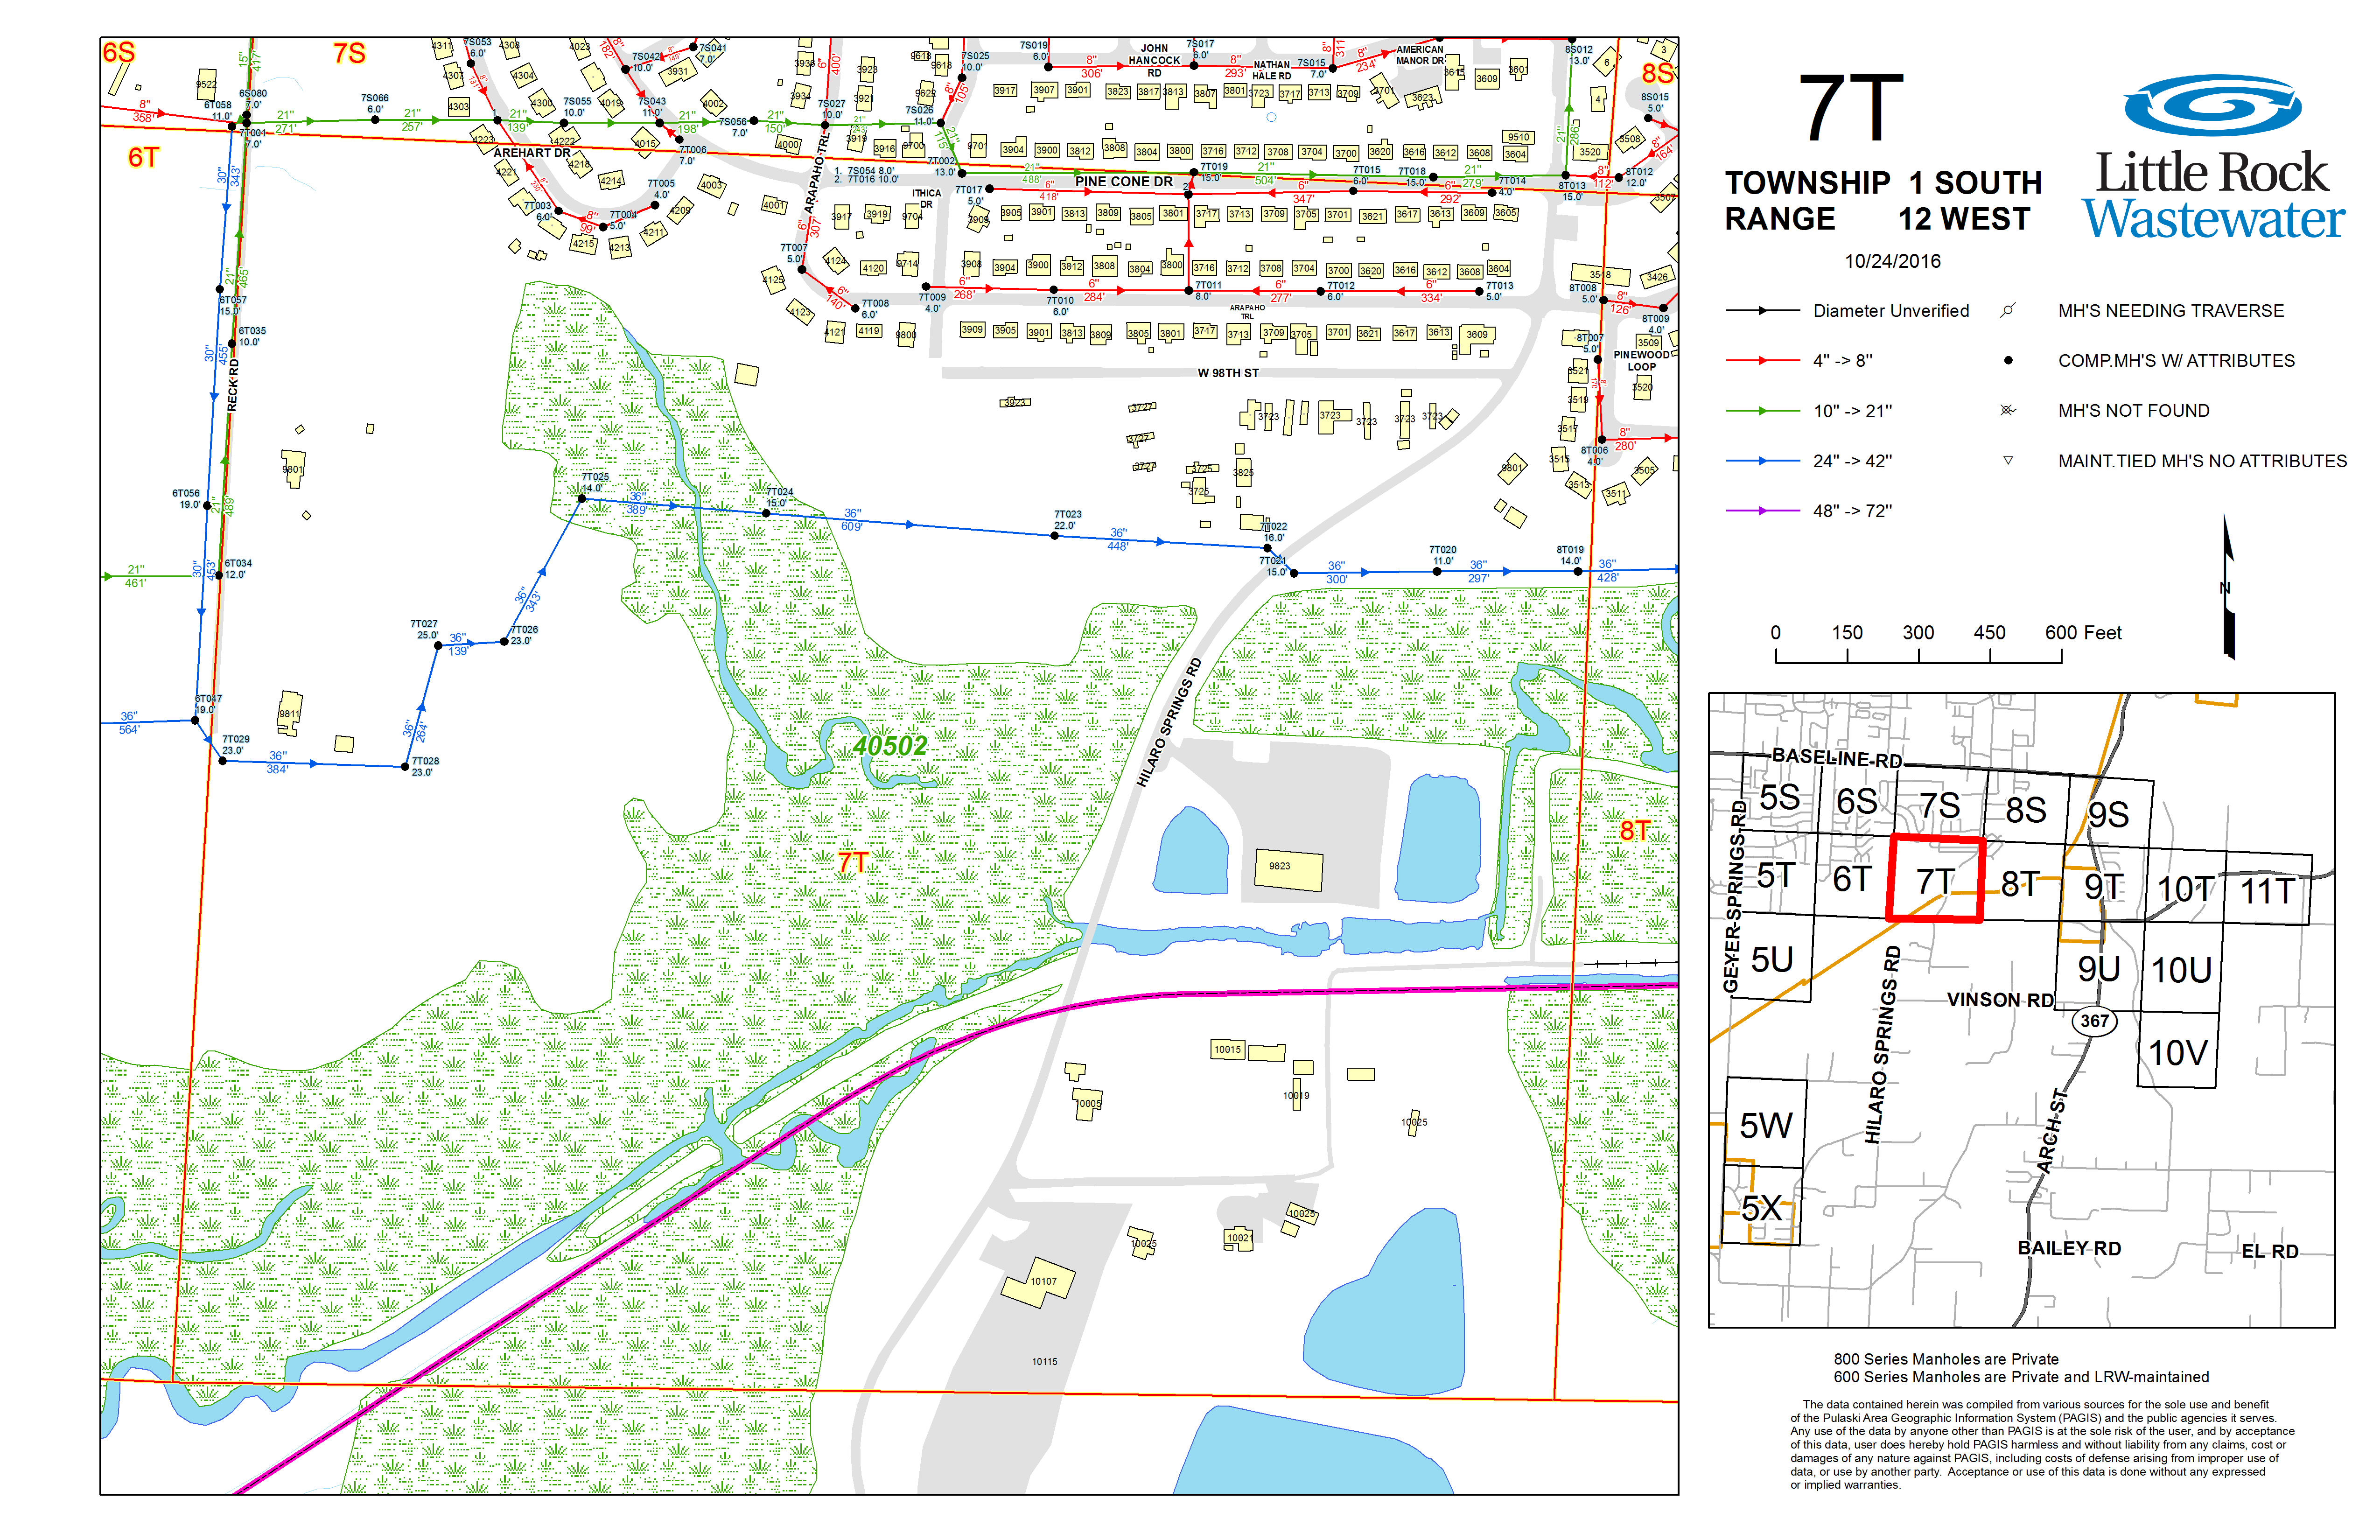 6S
7S
8S
6T
7T
8T
40502
7T
TOWNSHIP 1 SOUTH
RANGE 12 WEST
10/24/2016
Little Rock
Wastewater
Diameter Unverified
4" -> 8"
10" -> 21"
24" -> 42"
48" -> 72"
MH'S NEEDING TRAVERSE
COMP.MH'S W/ ATTRIBUTES
MH'S NOT FOUND
MAINT.TIED MH'S NO ATTRIBUTES
N
0 150 300 450 600 Feet
JOHN
HANCOCK
RD
NATHAN
HALE RD
AMERICAN
MANOR DR
AREHART DR
ARAPAHO TRL
ITHICA
DR
PINE CONE DR
ARAPAHO
TRL
W 98TH ST
PINEWOOD
LOOP
RECK RD
HILARO SPRINGS RD
1. 7S054 8.0'
2. 7T016 10.0'
6T058
11.0'
6S080
7.0'
7T001
7.0'
7S066
6.0'
7S053
6.0'
7S055
10.0'
7S042
10.0'
7S041
7.0'
7S043
11.0'
7T006
7.0'
7S056
7.0'
7S027
10.0'
7S026
11.0'
7S025
10.0'
7S019
6.0'
7S017
6.0'
7S015
7.0'
8S012
13.0'
8S015
5.0'
7T002
13.0'
7T017
5.0'
7T019
15.0'
7T015
6.0'
7T018
15.0'
7T014
4.0'
8T013
15.0'
8T012
12.0'
7T003
6.0'
7T004
5.0'
7T005
4.0'
7T007
5.0'
7T008
6.0'
7T009
4.0'
7T010
6.0'
7T011
8.0'
7T012
6.0'
7T013
5.0'
8T008
5.0'
8T009
4.0'
8T007
5.0'
8T006
4.0'
6T057
15.0'
6T035
10.0'
6T056
19.0'
6T034
12.0'
6T047
19.0'
7T029
23.0'
7T028
23.0'
7T027
25.0'
7T026
23.0'
7T025
14.0'
7T024
15.0'
7T023
22.0'
7T022
16.0'
7T021
15.0'
7T020
11.0'
8T019
14.0'
8"
358'
21"
271'
21"
257'
21"
139'
21"
198'
21"
150'
15"
417'
8"
306'
8"
293'
8"
234'
6"
400'
8"
105'
21"
115'
21"
488'
21"
504'
21"
279'
21"
286'
6"
418'
6"
347'
6"
292'
8"
112'
8"
164'
8"
99'
6"
307'
6"
140'
6"
268'
6"
284'
6"
277'
6"
334'
8"
126'
8"
280'
30"
343'
21"
465'
30"
455'
21"
489'
30"
453'
21"
461'
36"
564'
36"
384'
36"
264'
36"
139'
36"
343'
36"
389'
36"
609'
36"
448'
36"
300'
36"
297'
36"
428'
9522
4311
4308
4023
4307
4304
4303
4300
4019
3931
4002
4223
4222
4015
4218
4221
4214
4003
4209
4215
4213
4211
3934
3923
3921
3919
3916
9700
4000
4001
3917
3919
9704
4124
4120
9714
4125
4123
4121
4119
9800
9618
9618
9622
9701
3917 3907 3901 3823 3817 3813 3807 3801 3723 3717 3713 3709 3701 3623
3609
3904 3900 3812 3808 3804 3800 3716 3712 3708 3704 3700 3620 3616 3612 3608 3604
9510
3520
3508
3507
3909 3905 3901 3813 3809 3805 3801 3717 3713 3709 3705 3701 3621 3617 3613 3609 3605
3908 3904 3900 3812 3808 3804 3800 3716 3712 3708 3704 3700 3620 3616 3612 3608 3604
3518
3426
3909 3905 3901 3813 3809 3805 3801 3717 3713 3709 3705 3701 3621 3617 3613 3609
3509
3521
3520
3519
3517
3515
3513
3511
3505
3923
3727
3727
3727
3725
3725
3825
3723
3723
3723
3723
3723
9801
9801
9811
9823
10015
10005
10019
10025
10025
10025
10021
10107
10115
BASELINE RD
GEYER SPRINGS RD
HILARO SPRINGS RD
VINSON RD
ARCH ST
BAILEY RD
EL RD
367
5S 6S 7S 8S 9S
5T 6T 7T 8T 9T 10T 11T
5U 9U 10U
10V
5W
5X
800 Series Manholes are Private
600 Series Manholes are Private and LRW-maintained
The data contained herein was compiled from various sources for the sole use and benefit
of the Pulaski Area Geographic Information System (PAGIS) and the public agencies it serves.
Any use of the data by anyone other than PAGIS is at the sole risk of the user, and by acceptance
of this data, user does hereby hold PAGIS harmless and without liability from any claims, cost or
damages of any nature against PAGIS, including costs of defense arising from improper use of
data, or use by another party. Acceptance or use of this data is done without any expressed
or implied warranties.